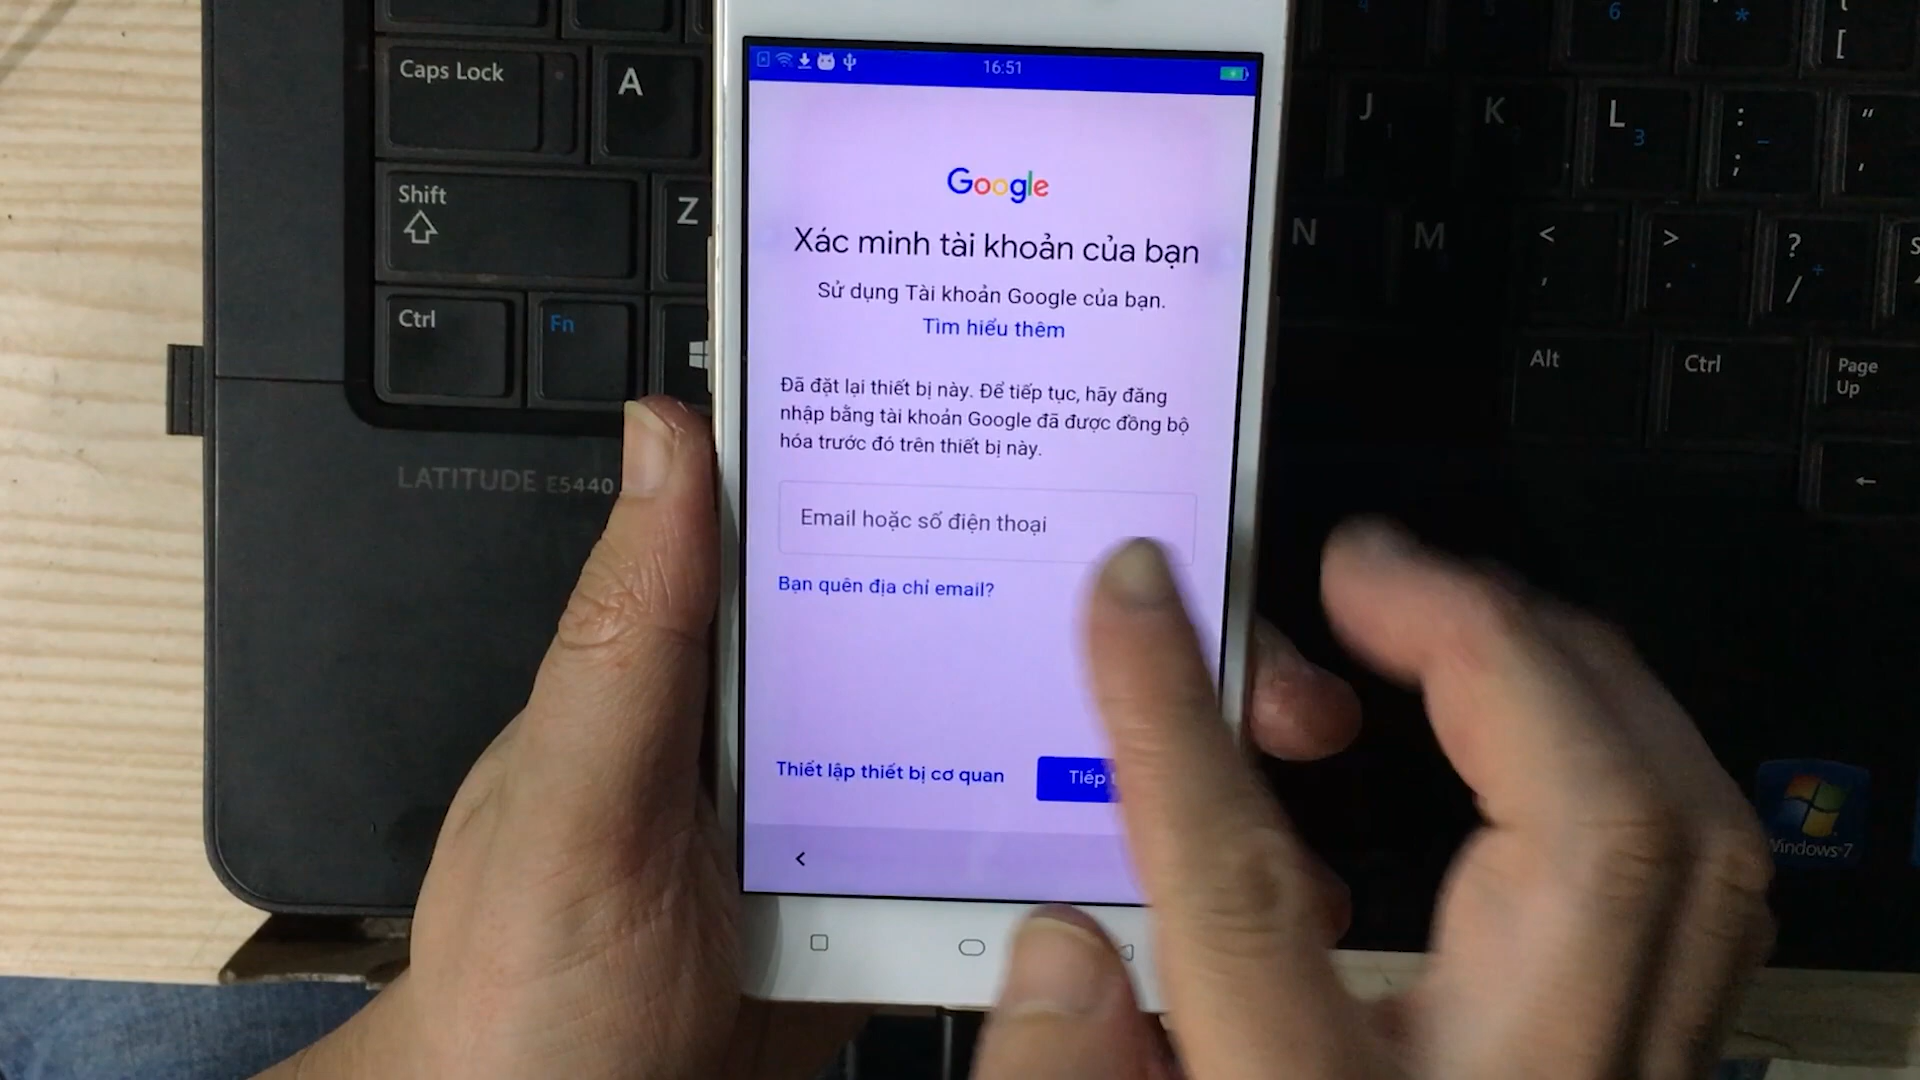 16:51
Google
Xác minh tài khoản của bạn
Sử dụng Tài khoản Google của bạn.
Tìm hiểu thêm
Đã đặt lại thiết bị này. Để tiếp tục, hãy đăng
nhập bằng tài khoản Google đã được đồng bộ
hóa trước đó trên thiết bị này.
Email hoặc số điện thoại
Bạn quên địa chỉ email?
Thiết lập thiết bị cơ quan
Tiếp
Caps Lock
A
Shift
Z
Ctrl
Fn
LATITUDE E5440
6
*
[
J 1
K
L 3
: ;
_
“ ,
N
M
< ,
> .
? /
+
Alt
Ctrl
Page
Up
Windows 7